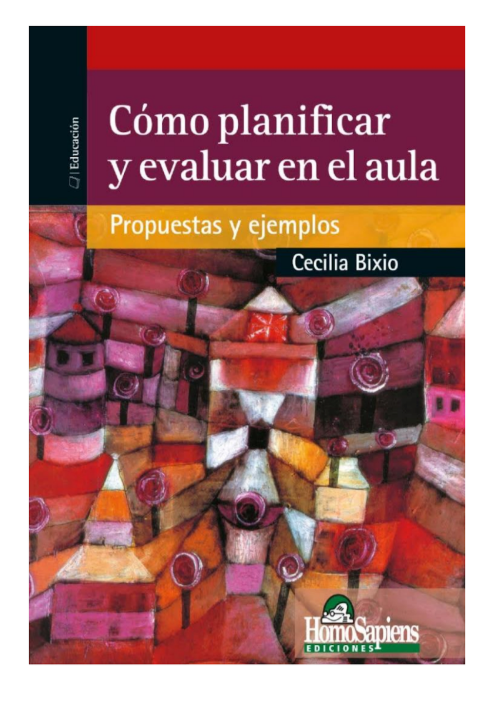 Educación
Cómo planificar
y evaluar en el aula
Propuestas y ejemplos
Cecilia Bixio
HomoSapiens
EDICIONES